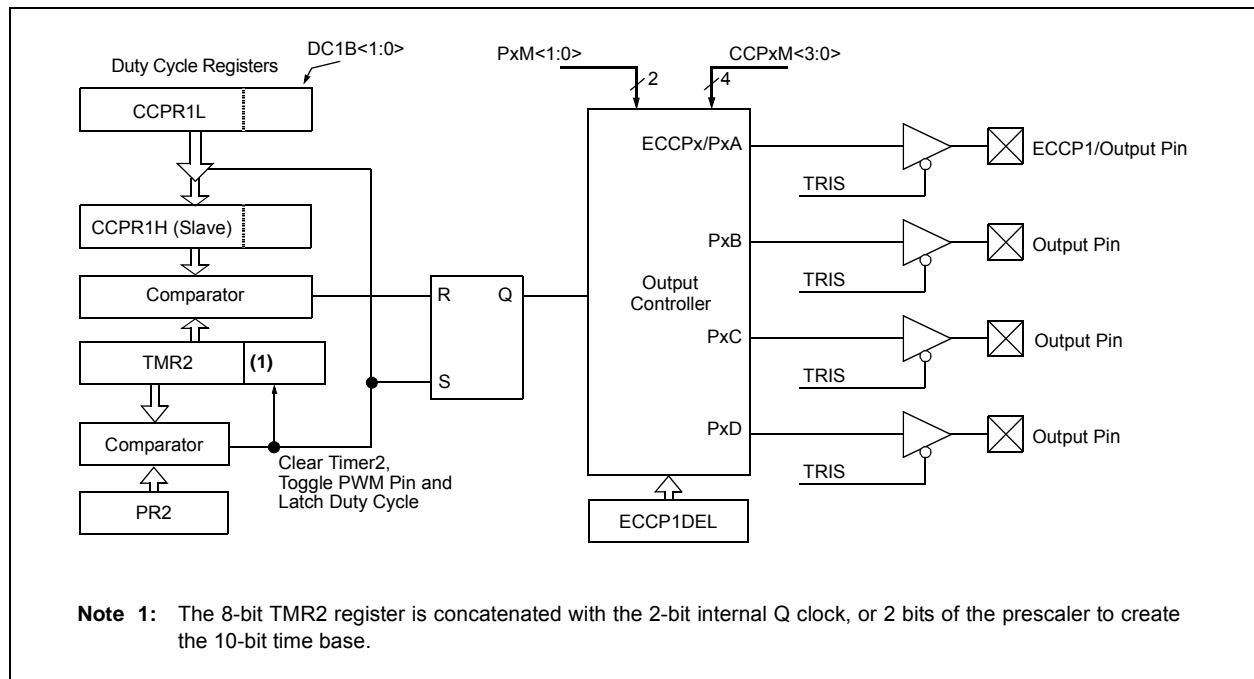 DC1B<1:0>
Duty Cycle Registers
CCPR1L
CCPR1H (Slave)
Comparator
TMR2
(1)
Comparator
PR2
Clear Timer2,
Toggle PWM Pin and
Latch Duty Cycle
R
Q
S
PxM<1:0>
2
CCPxM<3:0>
4
ECCPx/PxA
PxB
Output
Controller
PxC
PxD
ECCP1DEL
TRIS
ECCP1/Output Pin
TRIS
Output Pin
TRIS
Output Pin
TRIS
Output Pin
Note 1: The 8-bit TMR2 register is concatenated with the 2-bit internal Q clock, or 2 bits of the prescaler to create
the 10-bit time base.